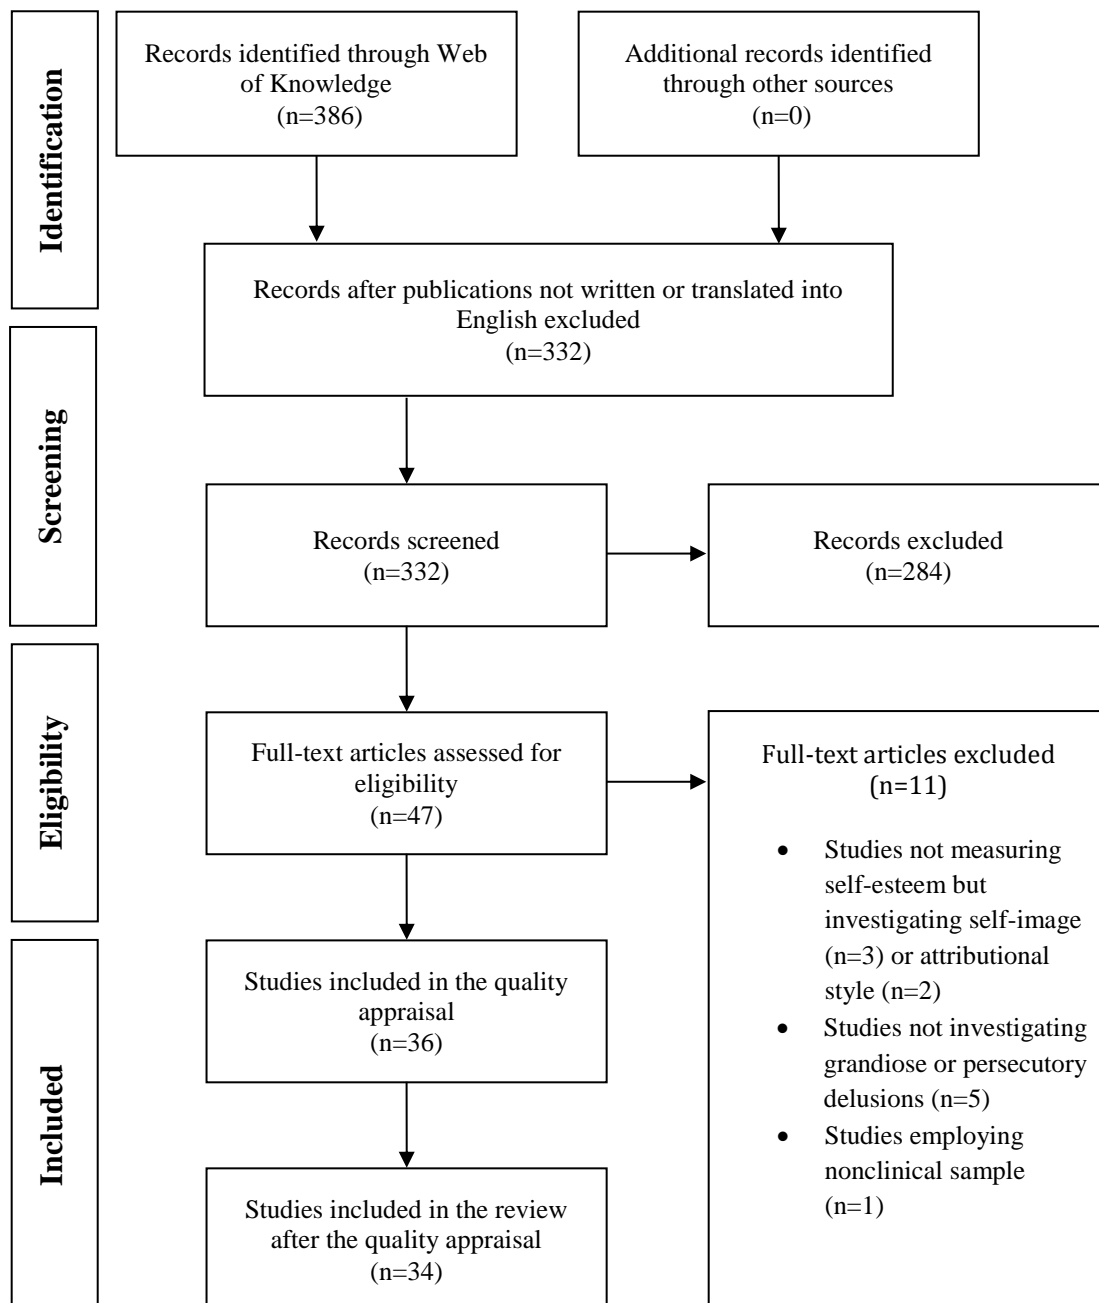 Identification
Records identified through Web
of Knowledge
(n=386)
Additional records identified
through other sources
(n=0)
Records after publications not written or translated into
English excluded
(n=332)
Screening
Records screened
(n=332)
Records excluded
(n=284)
Eligibility
Full-text articles assessed for
eligibility
(n=47)
Full-text articles excluded
(n=11)
• Studies not measuring
self-esteem but
investigating self-image
(n=3) or attributional
style (n=2)
• Studies not investigating
grandiose or persecutory
delusions (n=5)
• Studies employing
nonclinical sample
(n=1)
Included
Studies included in the quality
appraisal
(n=36)
Studies included in the review
after the quality appraisal
(n=34)